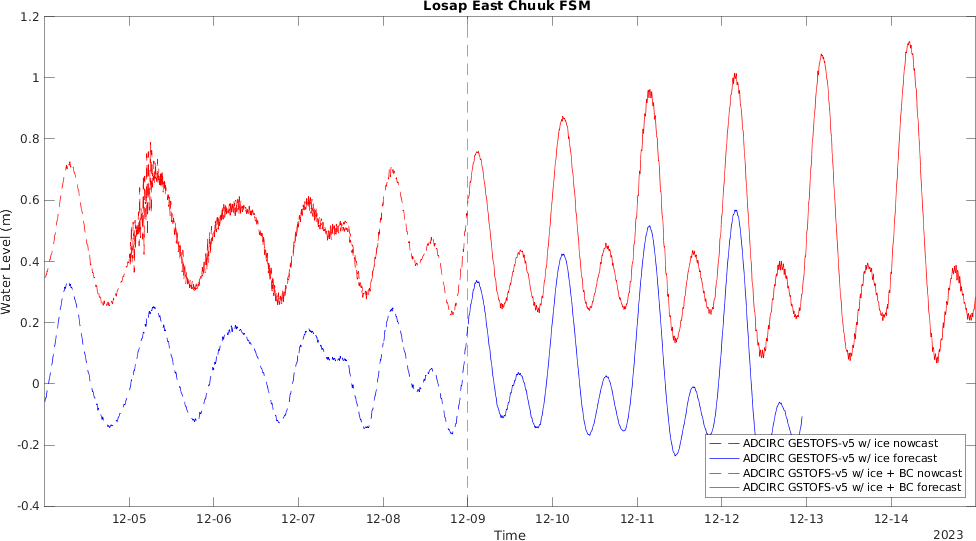 Losap East Chuuk FSM
1.2
1
0.8
0.6
0.4
0.2
0
-0.2
-0.4
Water Level (m)
ADCIRC GESTOFS-v5 w/ ice nowcast
ADCIRC GESTOFS-v5 w/ ice forecast
ADCIRC GSTOFS-v5 w/ ice + BC nowcast
ADCIRC GSTOFS-v5 w/ ice + BC forecast
12-05 12-06 12-07 12-08 12-09 12-10 12-11 12-12 12-13 12-14
Time
2023